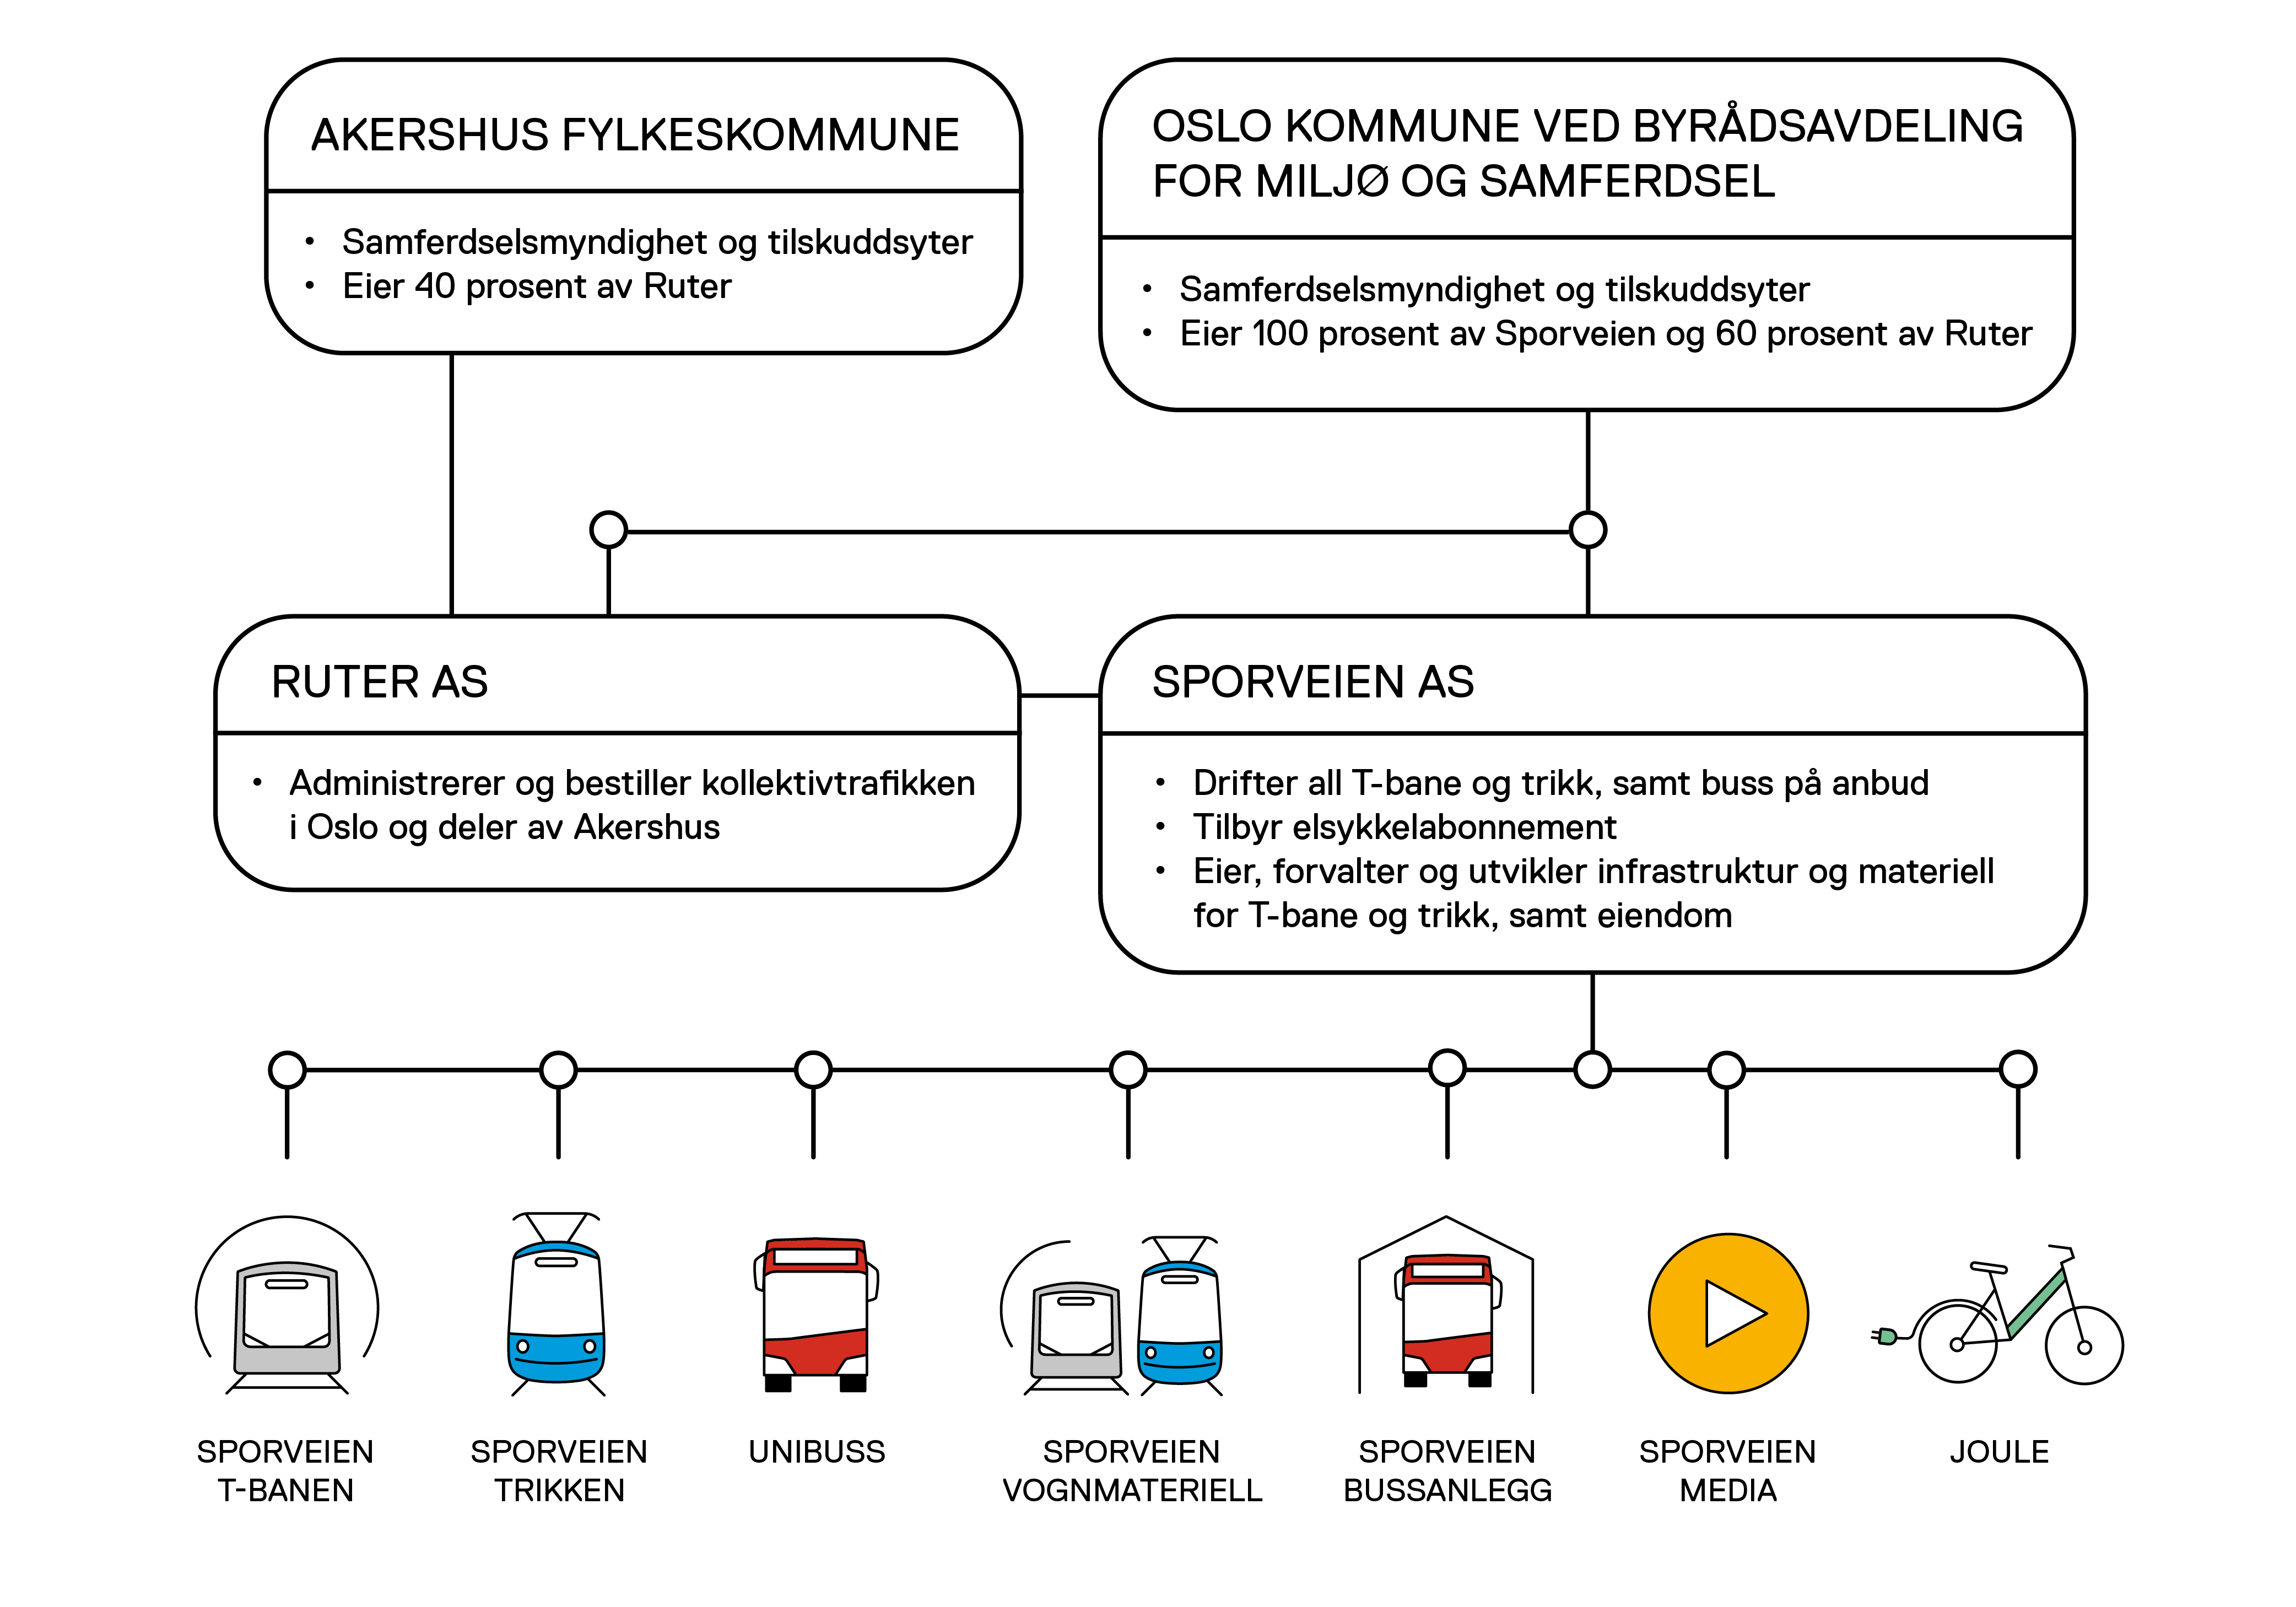 AKERSHUS FYLKESKOMMUNE
• Samferdselsmyndighet og tilskuddsyter
• Eier 40 prosent av Ruter
OSLO KOMMUNE VED BYRÅDSAVDELING
FOR MILJØ OG SAMFERDSEL
• Samferdselsmyndighet og tilskuddsyter
• Eier 100 prosent av Sporveien og 60 prosent av Ruter
RUTER AS
• Administrerer og bestiller kollektivtrafikken
i Oslo og deler av Akershus
SPORVEIEN AS
• Drifter all T-bane og trikk, samt buss på anbud
• Tilbyr elsykkelabonnement
• Eier, forvalter og utvikler infrastruktur og materiell
for T-bane og trikk, samt eiendom
SPORVEIEN
T-BANEN
SPORVEIEN
TRIKKEN
UNIBUSS
SPORVEIEN
VOGNMATERIELL
SPORVEIEN
BUSSANLEGG
SPORVEIEN
MEDIA
JOULE